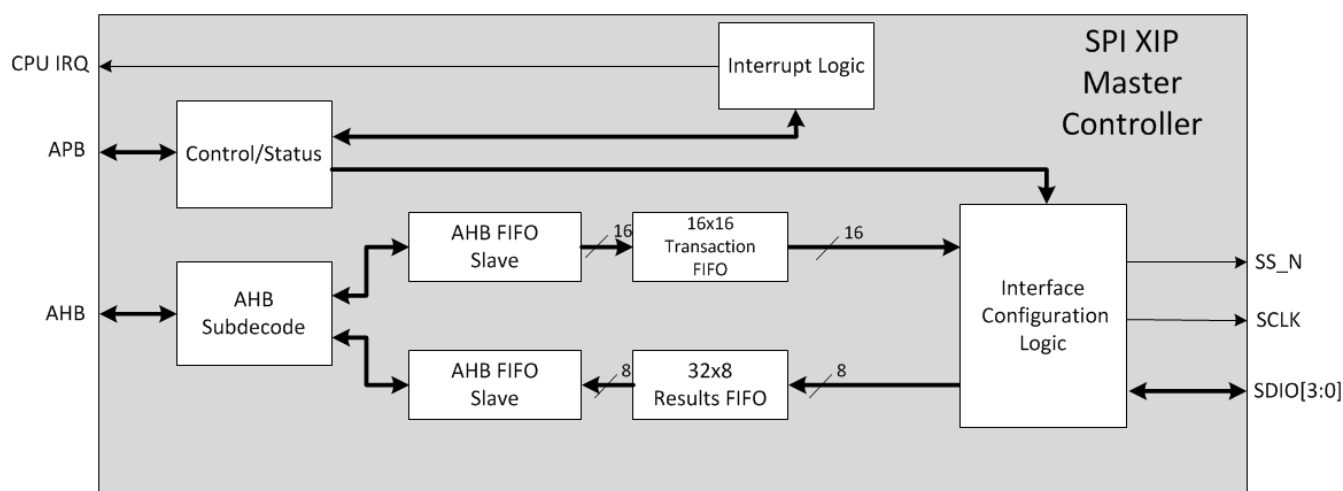 SPI XIP
Master
Controller
CPU IRQ
Interrupt Logic
APB
Control/Status
AHB FIFO
Slave
16
16x16
Transaction
FIFO
16
AHB
AHB
Subdecode
Interface
Configuration
Logic
SS_N
SCLK
SDIO[3:0]
AHB FIFO
Slave
8
32x8
Results FIFO
8